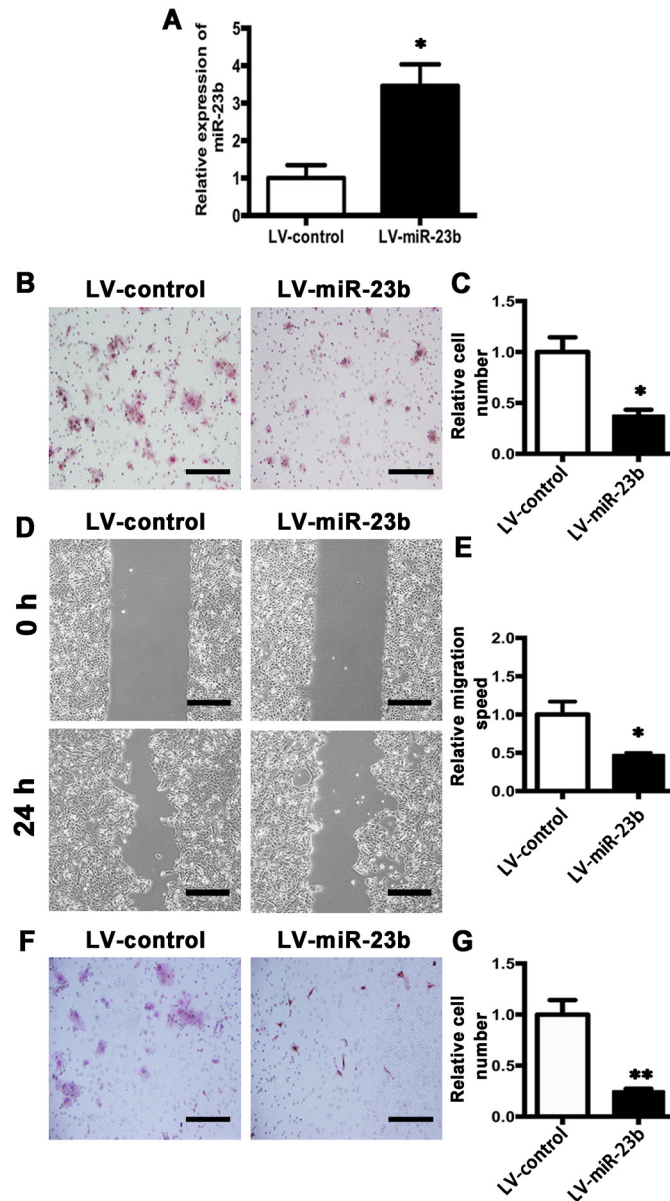 A
Relative expression of
miR-23b
5
4
3
2
1
0
*
LV-control
LV-miR-23b
B
LV-control
LV-miR-23b
C
Relative cell
number
1.5
1.0
0.5
0.0
*
LV-control
LV-miR-23b
D
LV-control
LV-miR-23b
0 h
24 h
E
Relative migration
speed
2.0
1.5
1.0
0.5
0.0
*
LV-control
LV-miR-23b
F
LV-control
LV-miR-23b
G
Relative cell
number
1.5
1.0
0.5
0.0
**
LV-control
LV-miR-23b